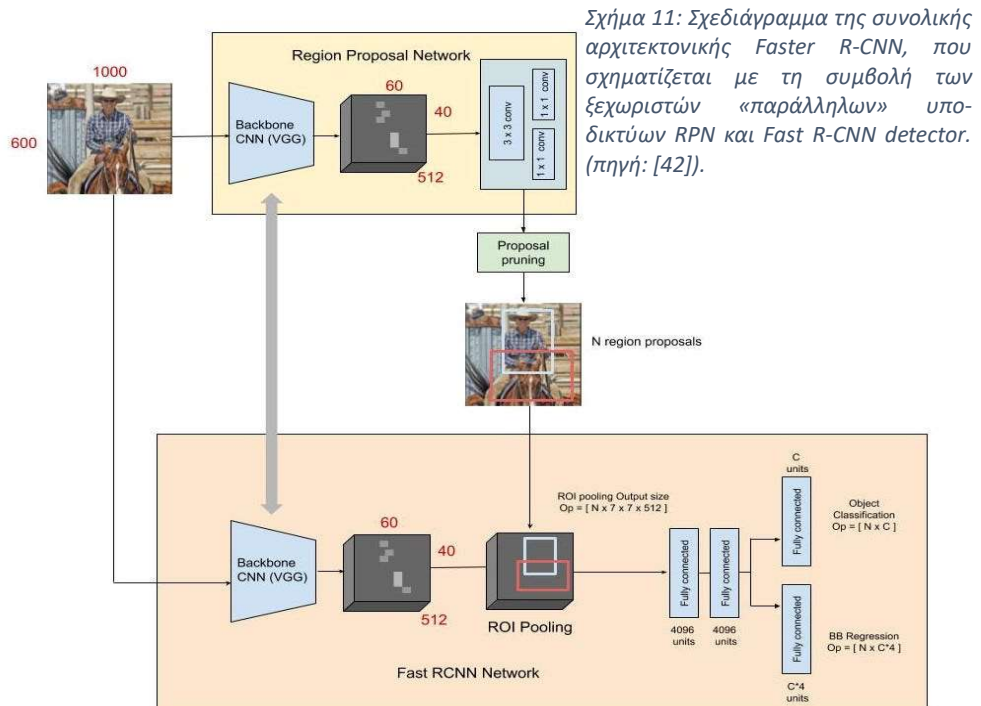 Σχήμα 11: Σχεδιάγραμμα της συνολικής
αρχιτεκτονικής Faster R-CNN, που
σχηματίζεται με τη συμβολή των
ξεχωριστών «παράλληλων» υπο-
δικτύων RPN και Fast R-CNN detector.
(πηγή: [42]).
Region Proposal Network
1000
600
Backbone
CNN (VGG)
60
40
512
3 x 3 conv
1 x 1 conv
1 x 1 conv
Proposal
pruning
N region proposals
Backbone
CNN (VGG)
60
40
512
ROI Pooling
ROI pooling Output size
Op = [ N x 7 x 7 x 512 ]
Fully connected
4096
units
Fully connected
4096
units
C
units
Fully connected
Object
Classification
Op = [ N x C ]
Fully connected
C*4
units
BB Regression
Op = [ N x C*4 ]
Fast RCNN Network